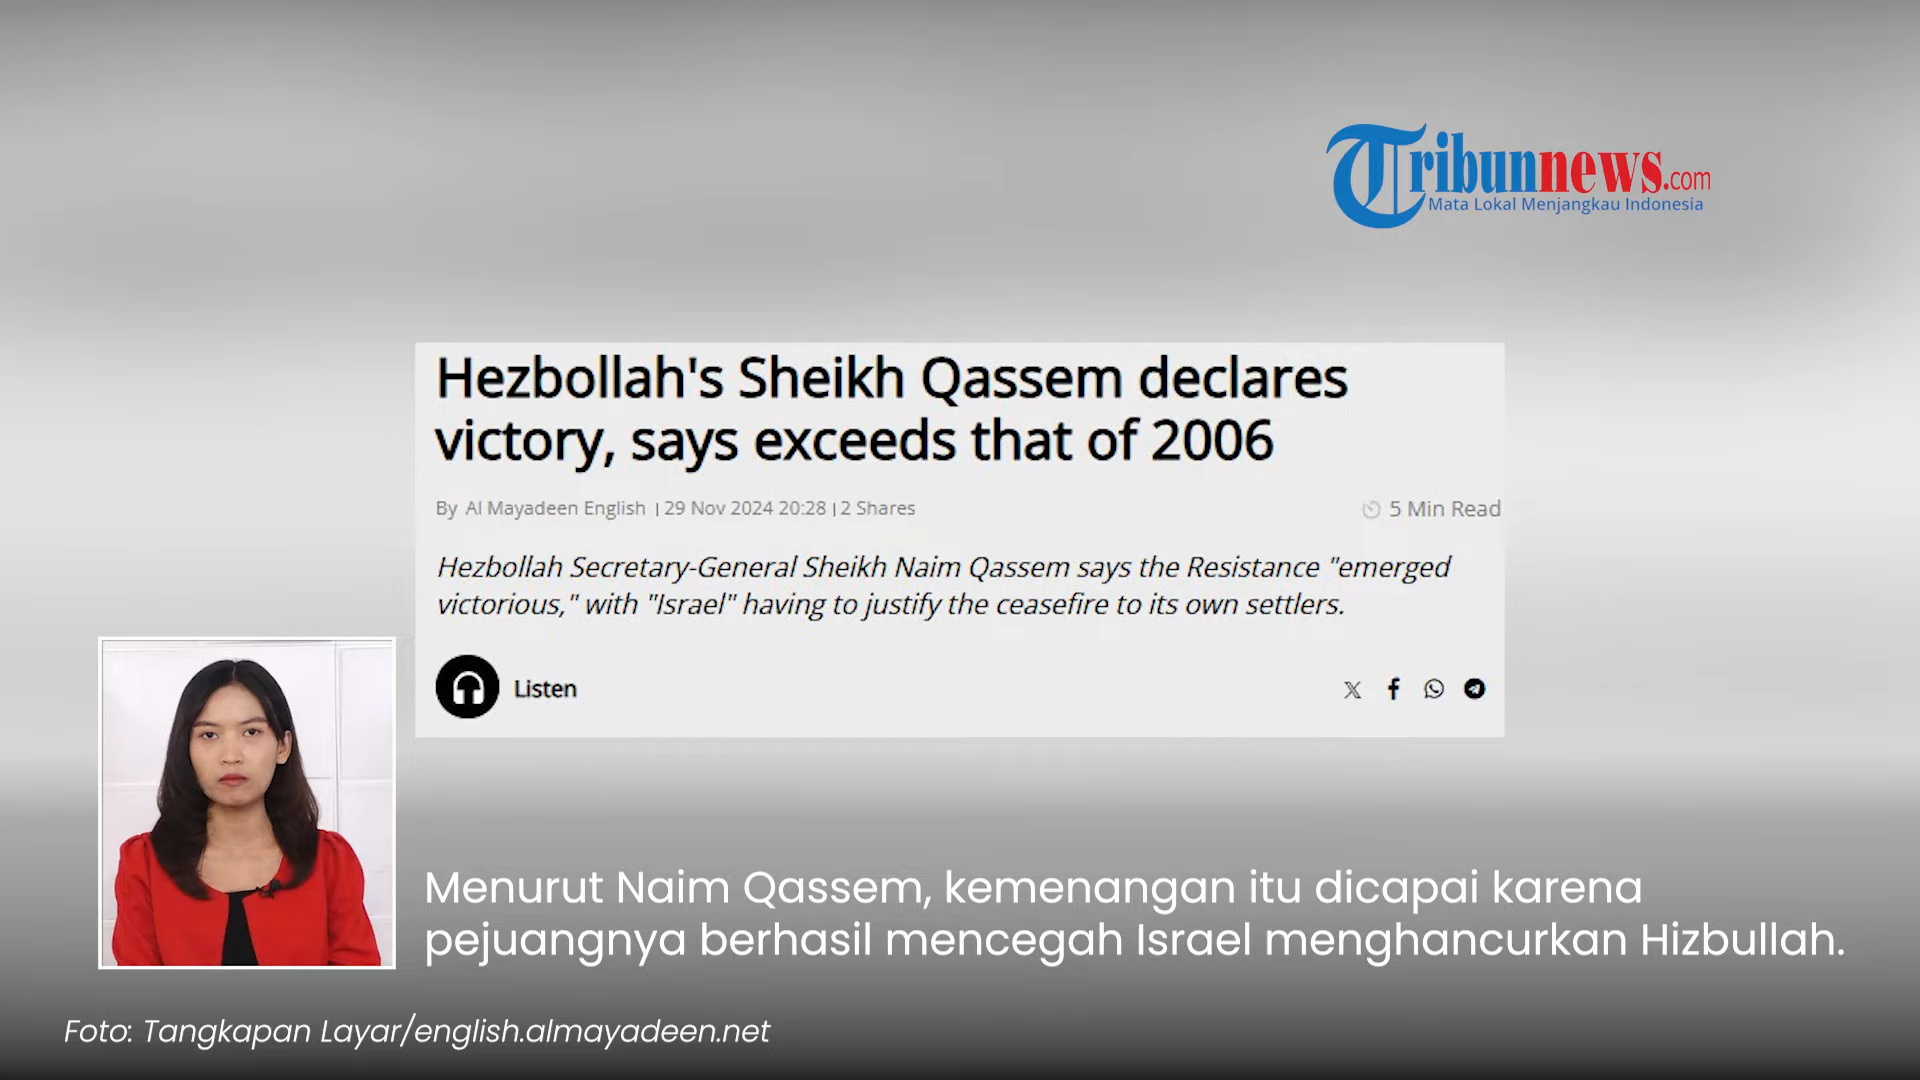 Tribunnews.com
Mata Lokal Menjangkau Indonesia
Hezbollah's Sheikh Qassem declares
victory, says exceeds that of 2006
By Al Mayadeen English | 29 Nov 2024 20:28 | 2 Shares
5 Min Read
Hezbollah Secretary-General Sheikh Naim Qassem says the Resistance "emerged
victorious," with "Israel" having to justify the ceasefire to its own settlers.
Listen
Menurut Naim Qassem, kemenangan itu dicapai karena
pejuangnya berhasil mencegah Israel menghancurkan Hizbullah.
Foto: Tangkapan Layar/english.almayadeen.net